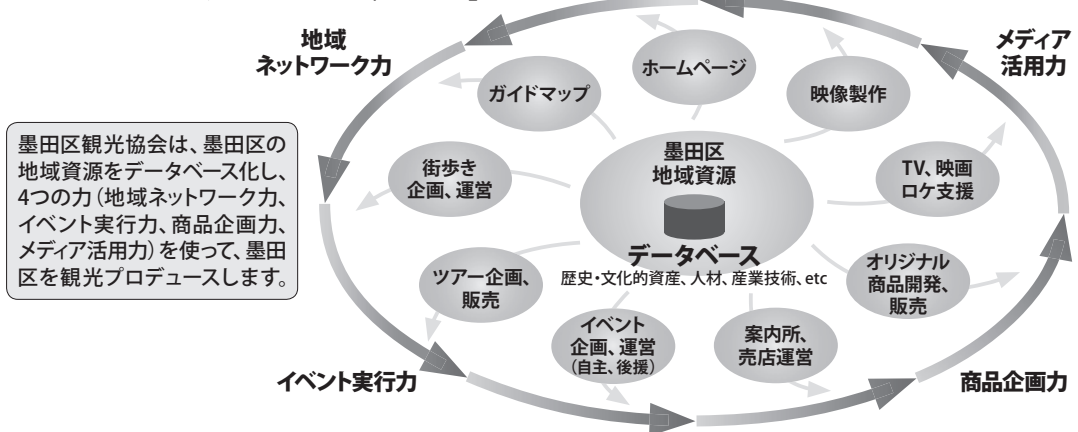 地域
ネットワーク力
メディア
活用力
ホームページ
ガイドマップ
映像製作
墨田区観光協会は、墨田区の
地域資源をデータベース化し、
4つの力（地域ネットワーク力、
イベント実行力、商品企画力、
メディア活用力）を使って、墨田
区を観光プロデュースします。
街歩き
企画、運営
墨田区
地域資源
TV、映画
ロケ支援
データベース
歴史・文化的資産、人材、産業技術、etc
ツアー企画、
販売
オリジナル
商品開発、
販売
イベント
企画、運営
（自主、後援）
案内所、
売店運営
イベント実行力
商品企画力